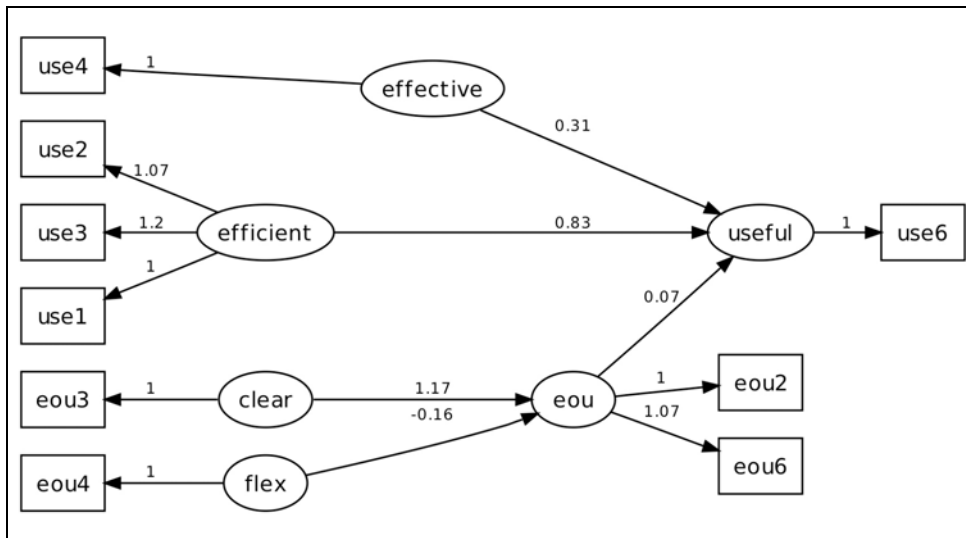 use4
1
effective
0.31
use2
1.07
use3
1.2
efficient
0.83
useful
1
use6
use1
1
0.07
eou3
1
clear
1.17
-0.16
eou
1
eou2
1.07
eou4
1
flex
eou6